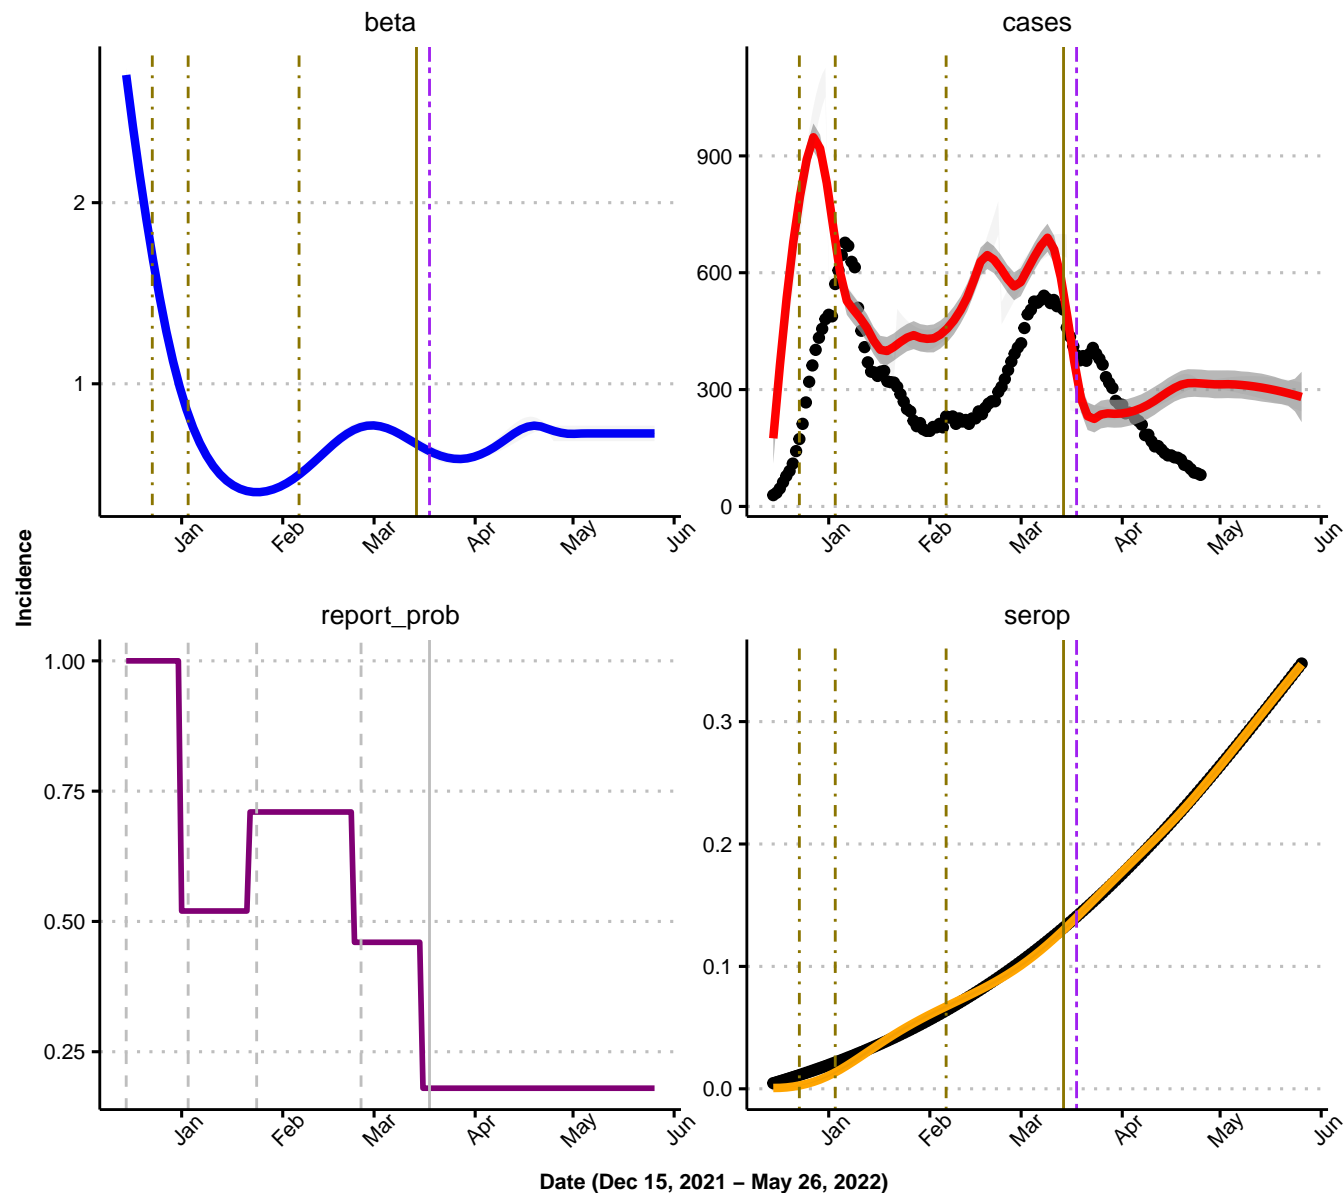 beta
cases
2
1
Jan
Feb
Mar
Apr
May
Jun
900
600
300
0
Jan
Feb
Mar
Apr
May
Jun
Incidence
report_prob
serop
1.00
0.75
0.50
0.25
Jan
Feb
Mar
Apr
May
Jun
0.3
0.2
0.1
0.0
Jan
Feb
Mar
Apr
May
Jun
Date (Dec 15, 2021 − May 26, 2022)